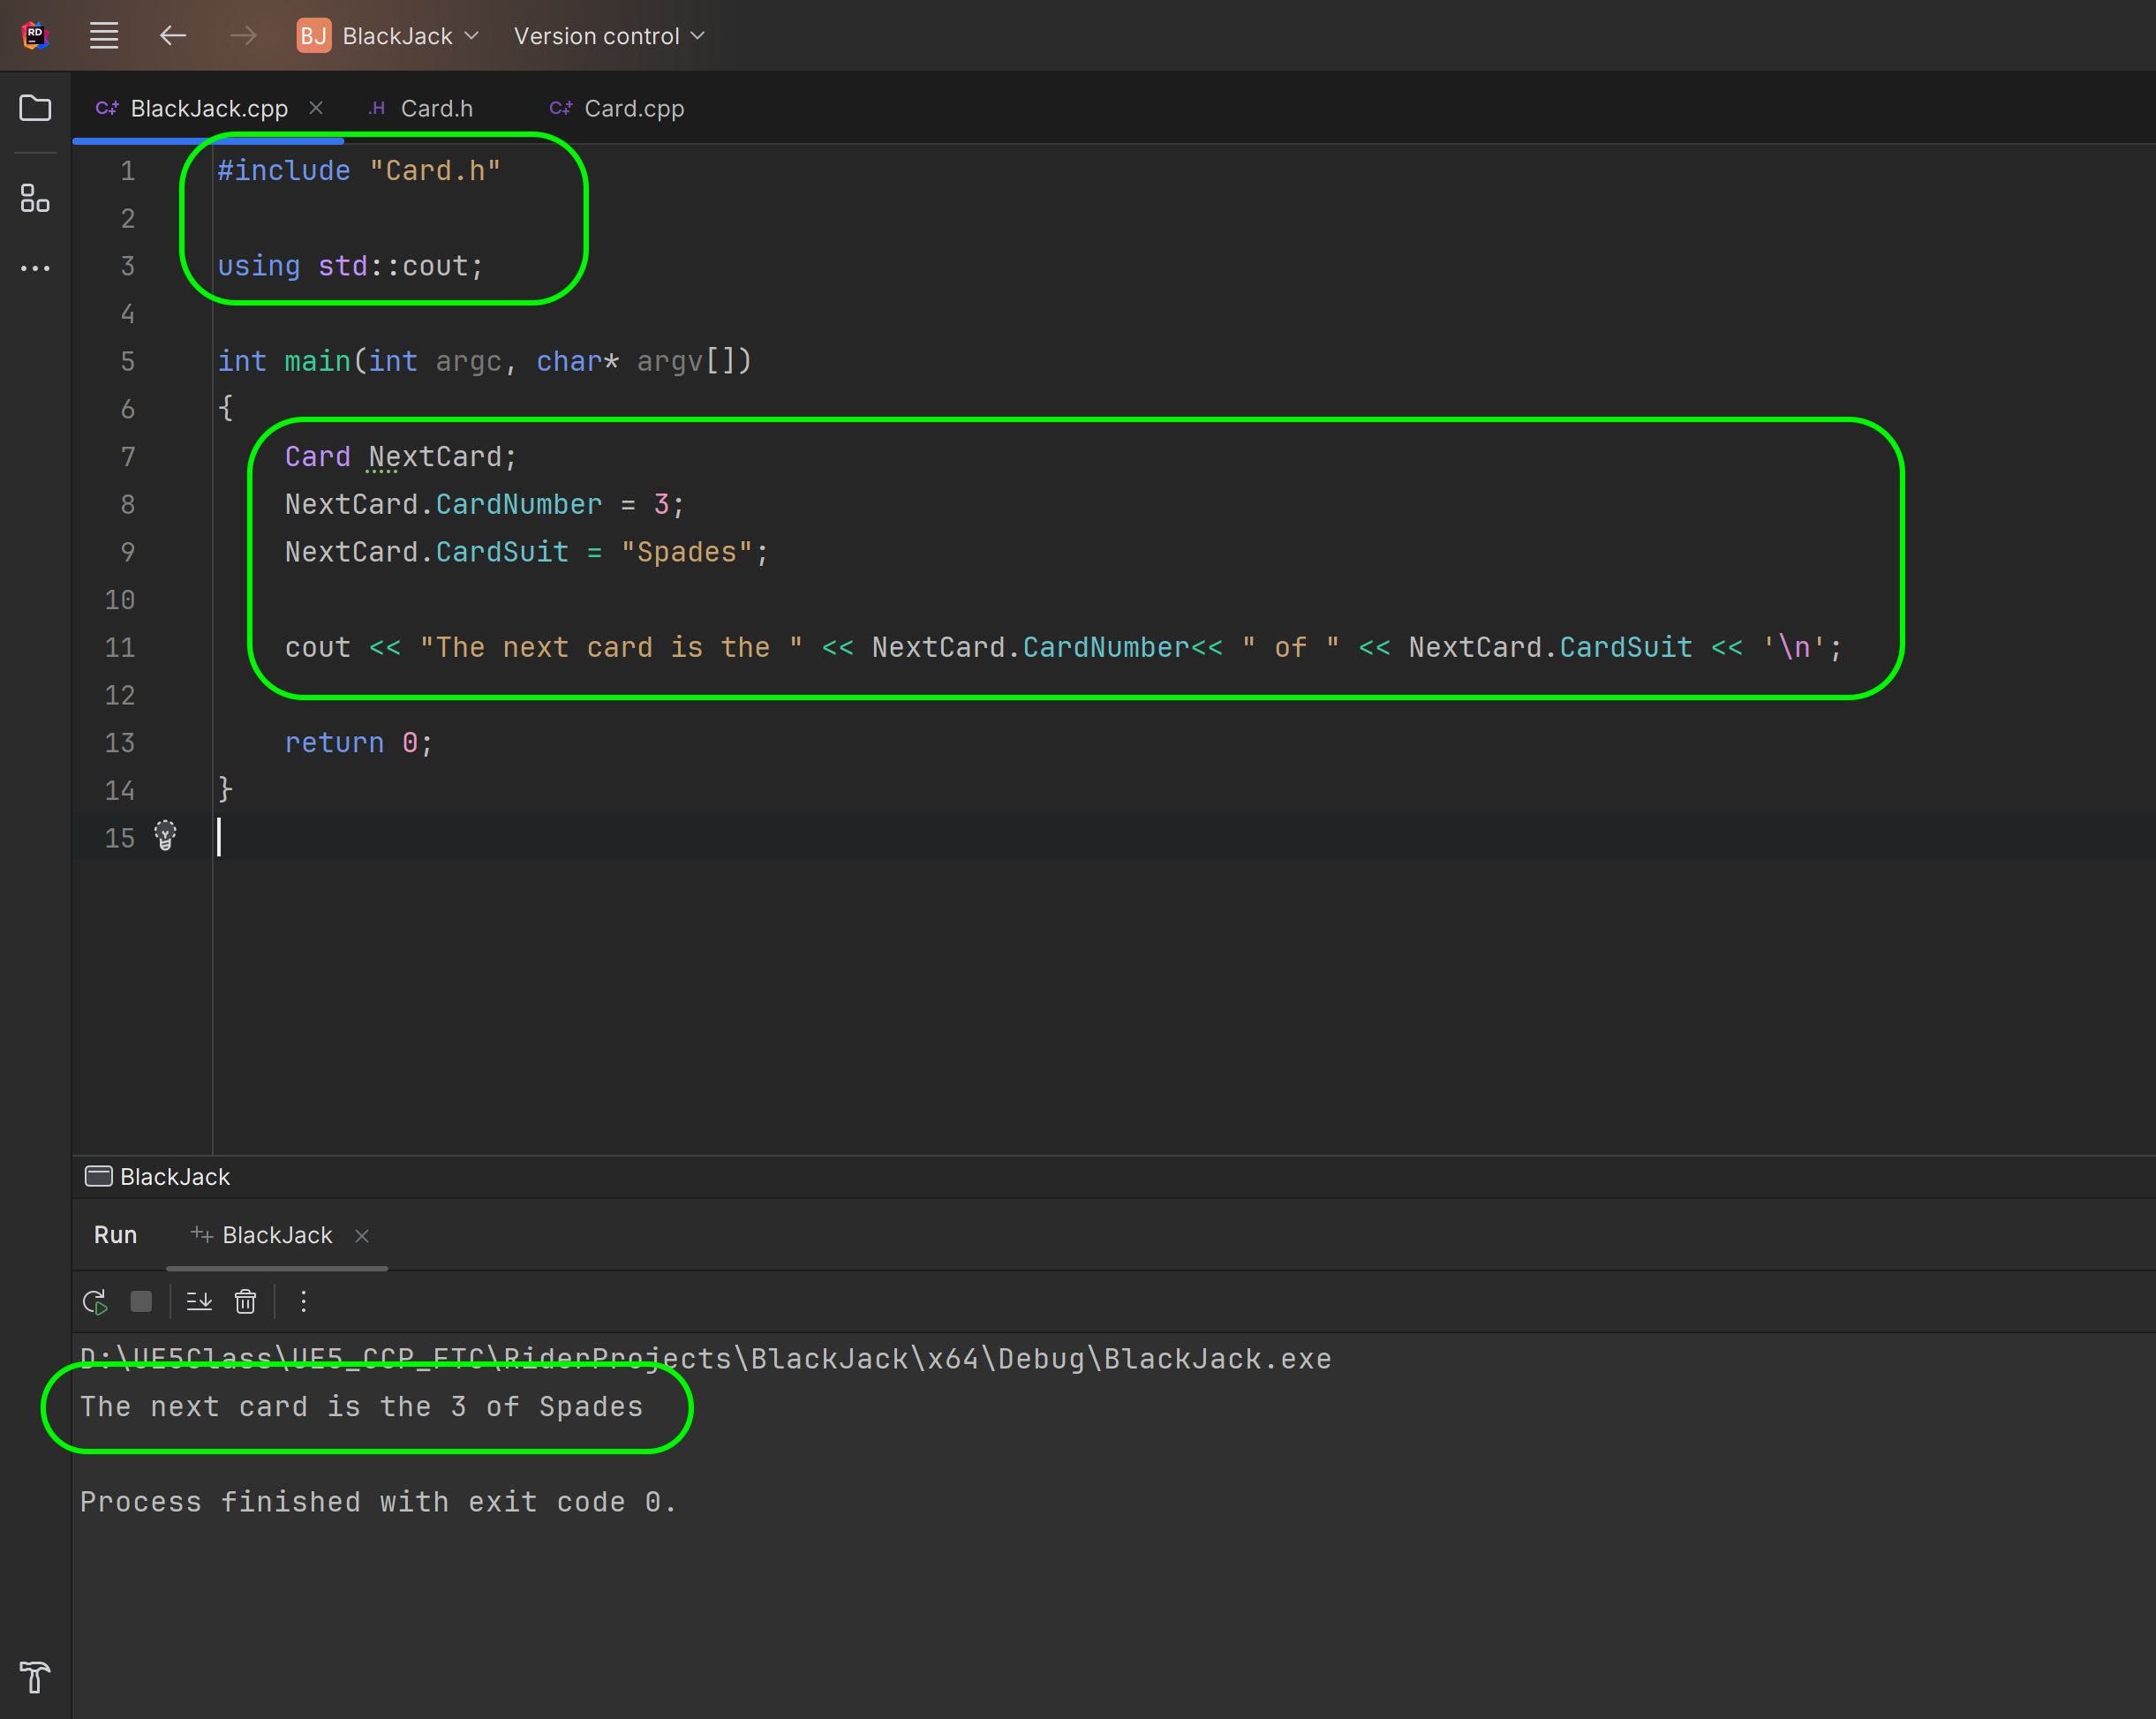 RD
BJ BlackJack Version control
BlackJack.cpp .H Card.h Card.cpp
1 #include "Card.h"
2
3 using std::cout;
4
5 int main(int argc, char* argv[])
6 {
7 Card NextCard;
8 NextCard.CardNumber = 3;
9 NextCard.CardSuit = "Spades";
10
11 cout << "The next card is the " << NextCard.CardNumber<< " of " << NextCard.CardSuit << '\n';
12
13 return 0;
14 }
15
BlackJack
Run BlackJack
D:\UE5Class\UE5_CCP_FTC\RiderProjects\BlackJack\x64\Debug\BlackJack.exe
The next card is the 3 of Spades
Process finished with exit code 0.